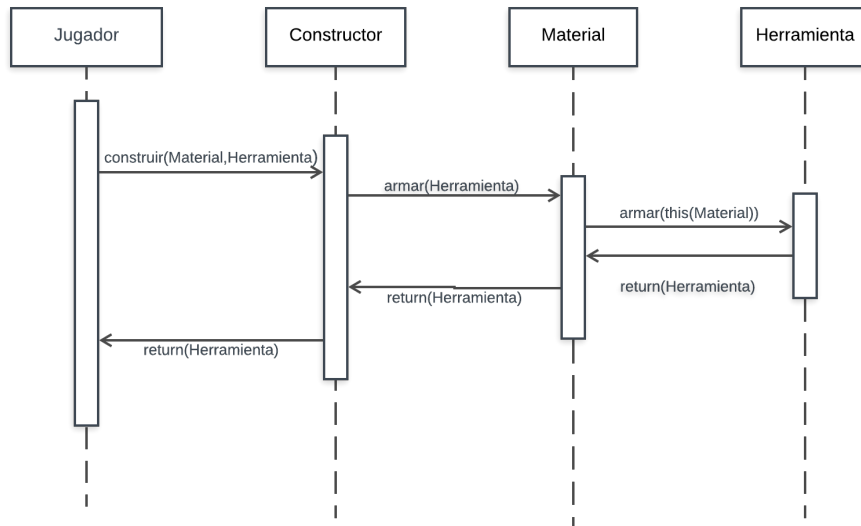 Jugador
Constructor
Material
Herramienta
construir(Material,Herramienta)
armar(Herramienta)
armar(this(Material))
return(Herramienta)
return(Herramienta)
return(Herramienta)